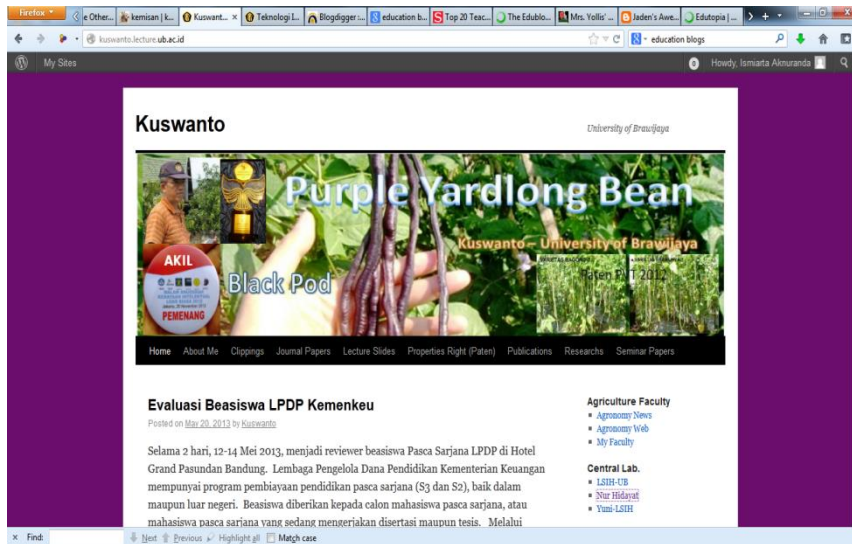 Firefox
e Other...
kemisan | k...
Kuswant... ×
Teknologi I...
Blogdigger :...
education b...
Top 20 Teac...
The Edublo...
Mrs. Yollis' ...
Jaden's Awe...
Edutopia | ...
kuswanto.lecture.ub.ac.id
education blogs
My Sites
0 Howdy, Ismiarta Aknuranda
Kuswanto
University of Brawijaya
Purple Yardlong Bean
Kuswanto – University of Brawijaya
AKIL
PEMENANG
Black Pod
Paten PVT 2012
Home About Me Clippings Journal Papers Lecture Slides Properties Right (Paten) Publications Researchs Seminar Papers
Evaluasi Beasiswa LPDP Kemenkeu
Posted on May 20, 2013 by Kuswanto
Selama 2 hari, 12-14 Mei 2013, menjadi reviewer beasiswa Pasca Sarjana LPDP di Hotel
Grand Pasundan Bandung. Lembaga Pengelola Dana Pendidikan Kementerian Keuangan
mempunyai program pembiayaan pendidikan pasca sarjana (S3 dan S2), baik dalam
maupun luar negeri. Beasiswa diberikan kepada calon mahasiswa pasca sarjana, atau
mahasiswa pasca sarjana yang sedang mengerjakan disertasi maupun tesis. Melalui
Agriculture Faculty
Agronomy News
Agronomy Web
My Faculty
Central Lab.
LSIH-UB
Nur Hidayat
Yuni-LSIH
× Find: Next Previous Highlight all Match case